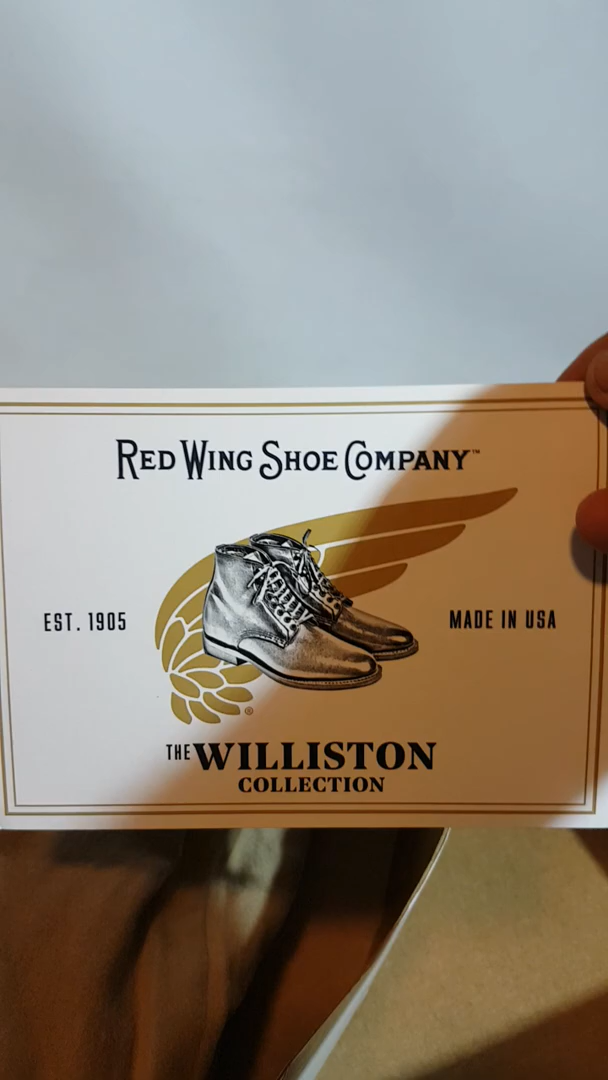 RED WING SHOE COMPANY™
EST. 1905
MADE IN USA
®
THE WILLISTON
COLLECTION